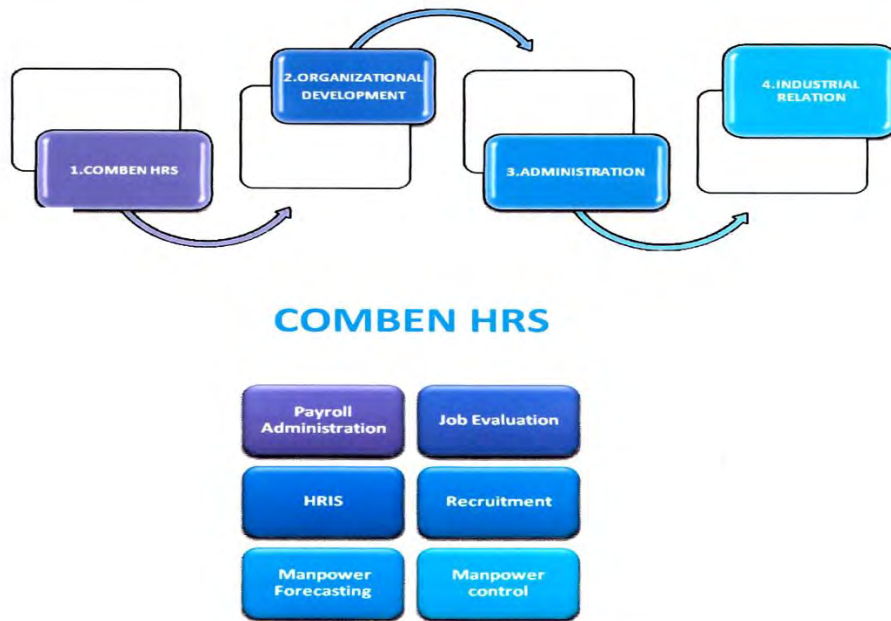 1.COMBEN HRS
2.ORGANIZATIONAL
DEVELOPMENT
3.ADMINISTRATION
4.INDUSTRIAL
RELATION
COMBEN HRS
Payroll
Administration
Job Evaluation
HRIS
Recruitment
Manpower
Forecasting
Manpower
control